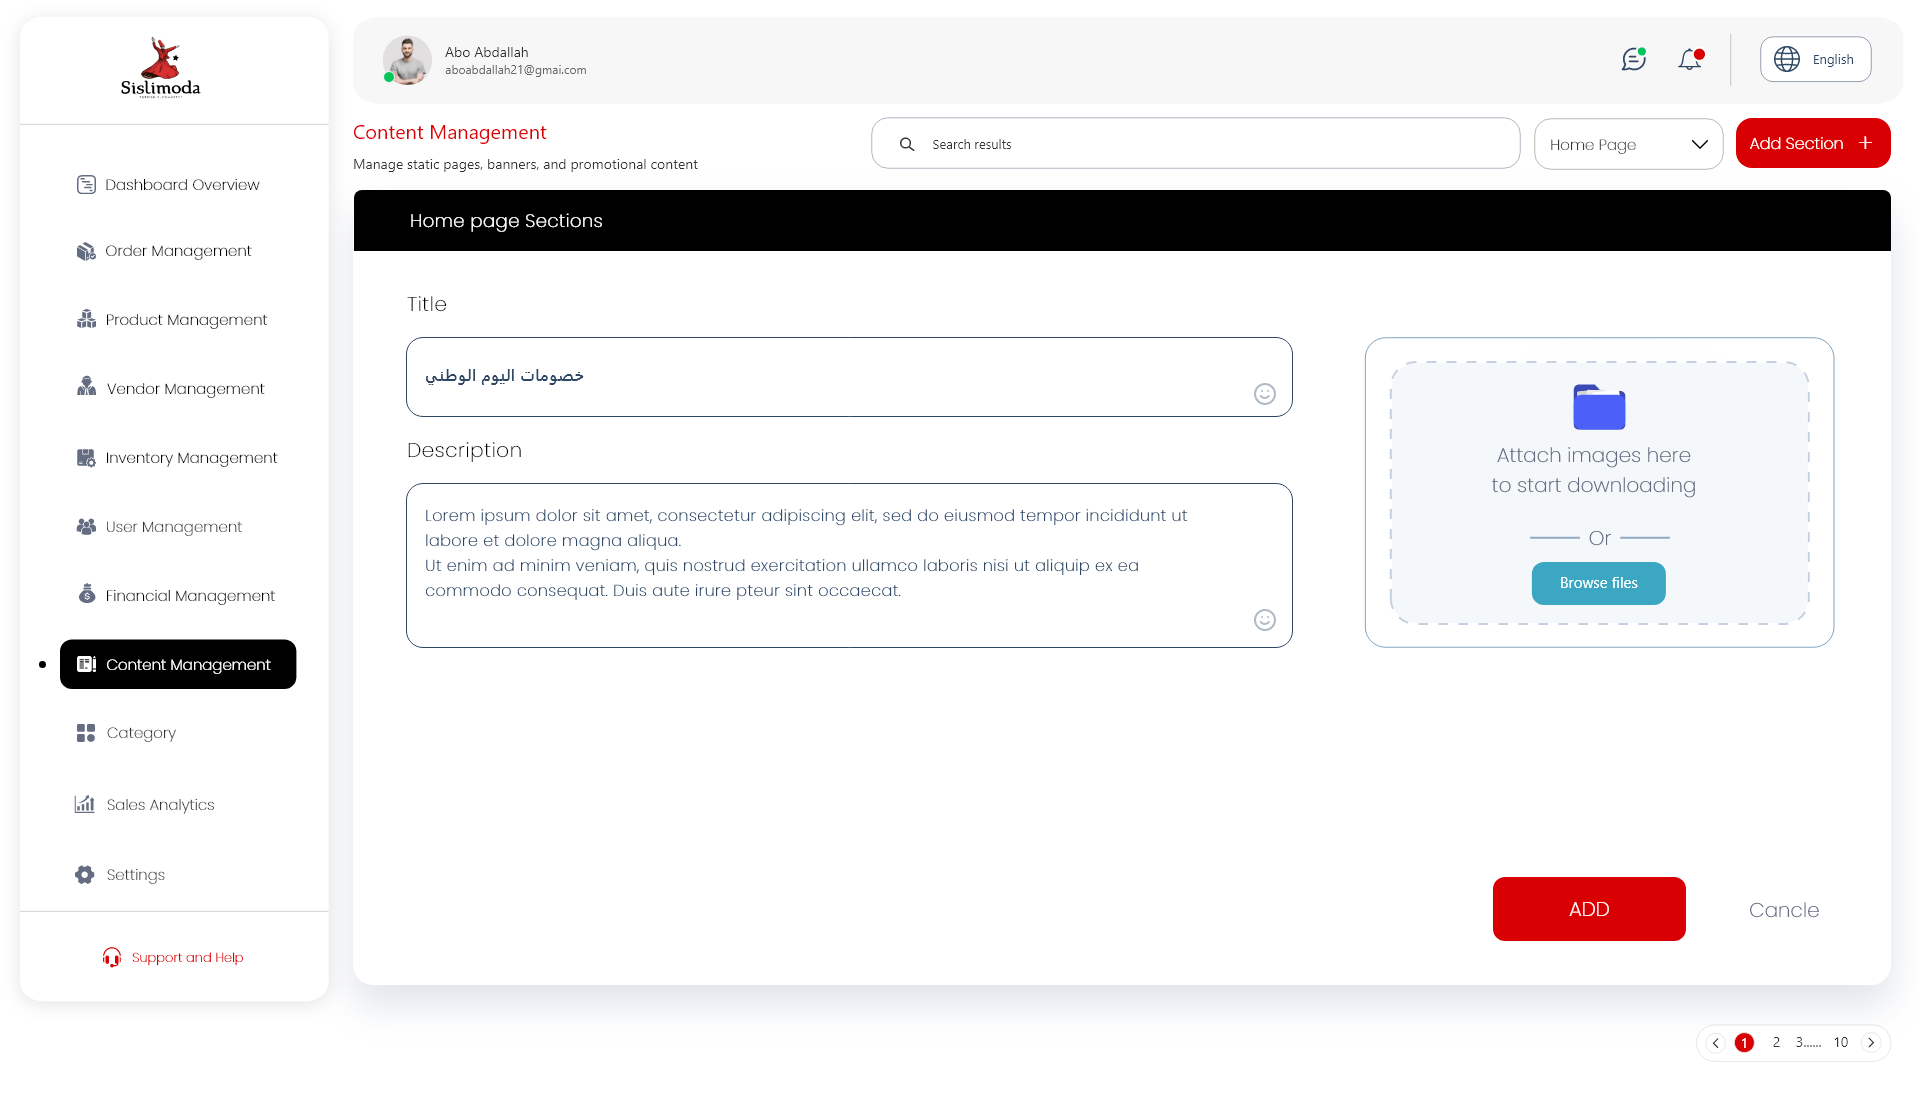 Sislimoda
Dashboard Overview
Order Management
Product Management
Vendor Management
Inventory Management
User Management
Financial Management
Content Management
Category
Sales Analytics
Settings
Support and Help
Abo Abdallah
aboabdallah21@gmai.com
English
Content Management
Manage static pages, banners, and promotional content
Search results
Home Page
Add Section +
Home page Sections
Title
خصومات اليوم الوطني
Description
Lorem ipsum dolor sit amet, consectetur adipiscing elit, sed do eiusmod tempor incididunt ut
labore et dolore magna aliqua.
Ut enim ad minim veniam, quis nostrud exercitation ullamco laboris nisi ut aliquip ex ea
commodo consequat. Duis aute irure pteur sint occaecat.
Attach images here
to start downloading
Or
Browse files
ADD
Cancle
1 2 3...... 10